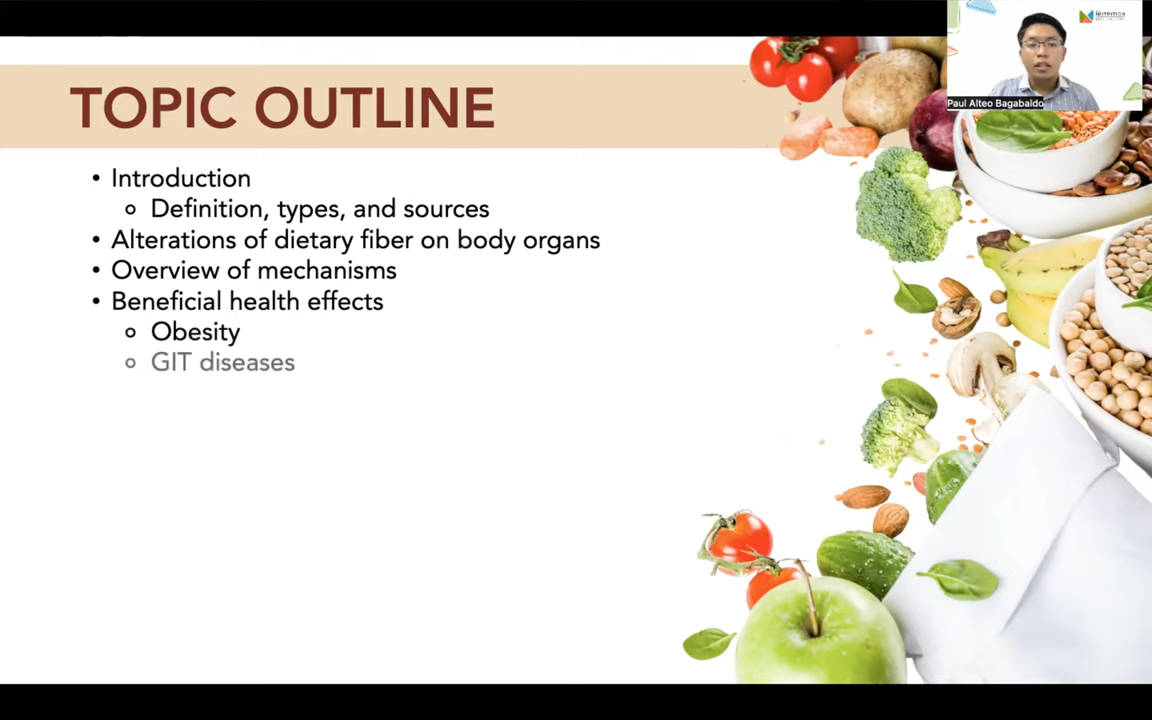 NUTRITION
Paul Alteo Bagabaldo
TOPIC OUTLINE
• Introduction
o Definition, types, and sources
• Alterations of dietary fiber on body organs
• Overview of mechanisms
• Beneficial health effects
o Obesity
o GIT diseases